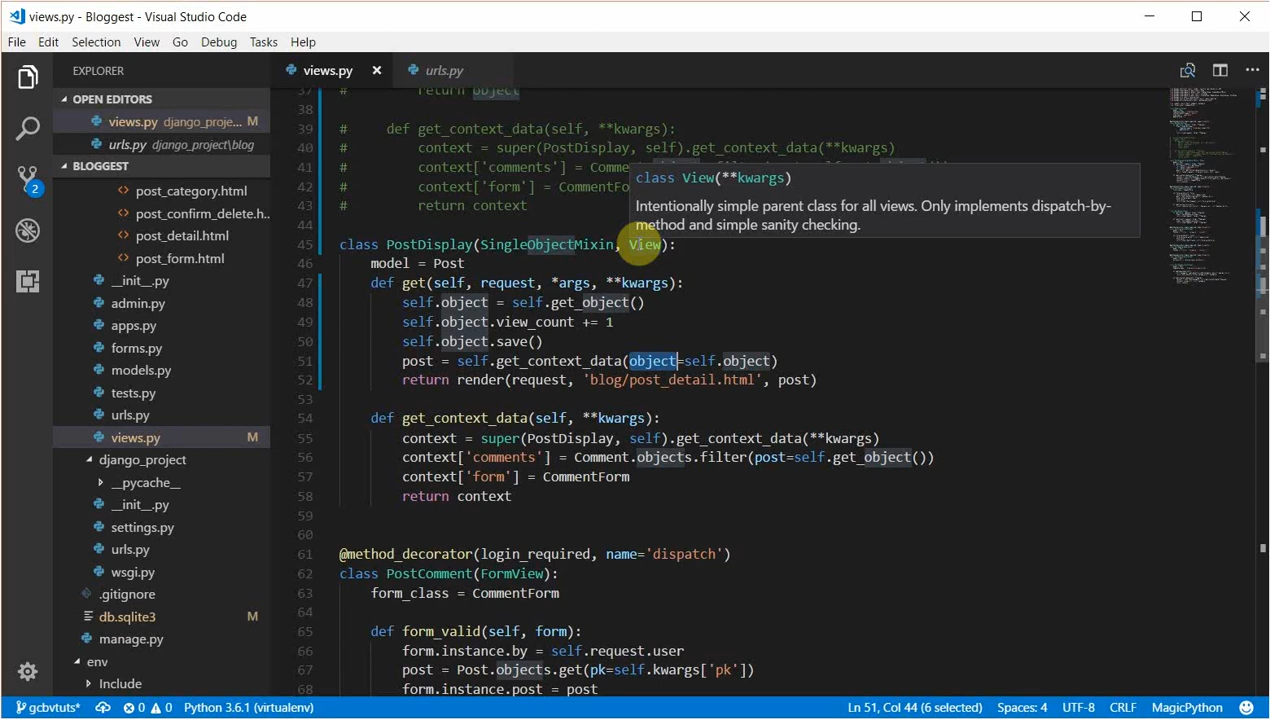 views.py - Bloggest - Visual Studio Code
File Edit Selection View Go Debug Tasks Help
EXPLORER
views.py
urls.py
OPEN EDITORS
views.py django_proje... M
urls.py django_project\blog
BLOGGEST
post_category.html
post_confirm_delete.h...
post_detail.html
post_form.html
__init__.py
admin.py
apps.py
forms.py
models.py
tests.py
urls.py
views.py M
django_project
__pycache__
__init__.py
settings.py
urls.py
wsgi.py
.gitignore
db.sqlite3 M
manage.py
env
Include
2
37 # return object
38
39 # def get_context_data(self, **kwargs):
40 # context = super(PostDisplay, self).get_context_data(**kwargs)
41 # context['comments'] = Comment
42 # context['form'] = CommentForm
43 # return context
class View(**kwargs)
Intentionally simple parent class for all views. Only implements dispatch-by-
method and simple sanity checking.
44
45 class PostDisplay(SingleObjectMixin, View):
46 model = Post
47 def get(self, request, *args, **kwargs):
48 self.object = self.get_object()
49 self.object.view_count += 1
50 self.object.save()
51 post = self.get_context_data(object=self.object)
52 return render(request, 'blog/post_detail.html', post)
53
54 def get_context_data(self, **kwargs):
55 context = super(PostDisplay, self).get_context_data(**kwargs)
56 context['comments'] = Comment.objects.filter(post=self.get_object())
57 context['form'] = CommentForm
58 return context
59
60
61 @method_decorator(login_required, name='dispatch')
62 class PostComment(FormView):
63 form_class = CommentForm
64
65 def form_valid(self, form):
66 form.instance.by = self.request.user
67 post = Post.objects.get(pk=self.kwargs['pk'])
68 form.instance.post = post
gcbvtuts* 0 0 Python 3.6.1 (virtualenv) Ln 51, Col 44 (6 selected) Spaces: 4 UTF-8 CRLF MagicPython